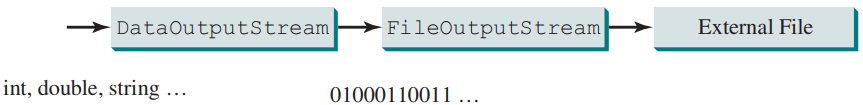 DataOutputStream
FileOutputStream
External File
int, double, string ...
01000110011 ...